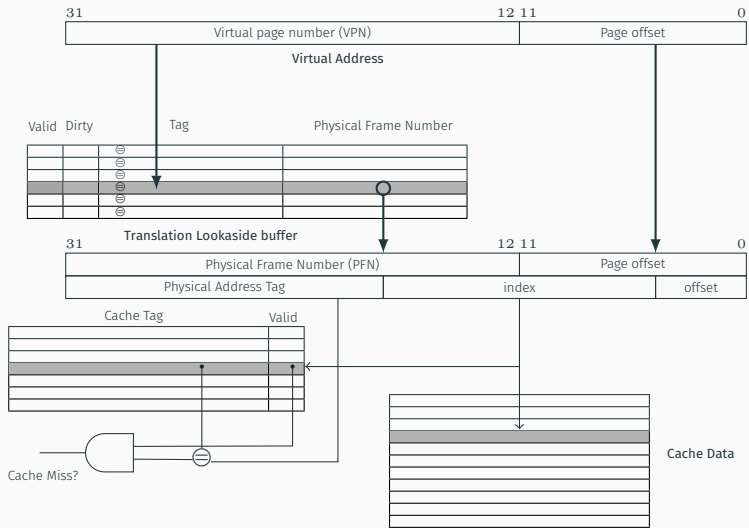 31 12 11 0
Virtual page number (VPN) Page offset
Virtual Address
Valid Dirty Tag Physical Frame Number
=
=
=
=
=
=
Translation Lookaside buffer
31 12 11 0
Physical Frame Number (PFN) Page offset
Physical Address Tag index offset
Cache Tag Valid
=
Cache Data
Cache Miss?